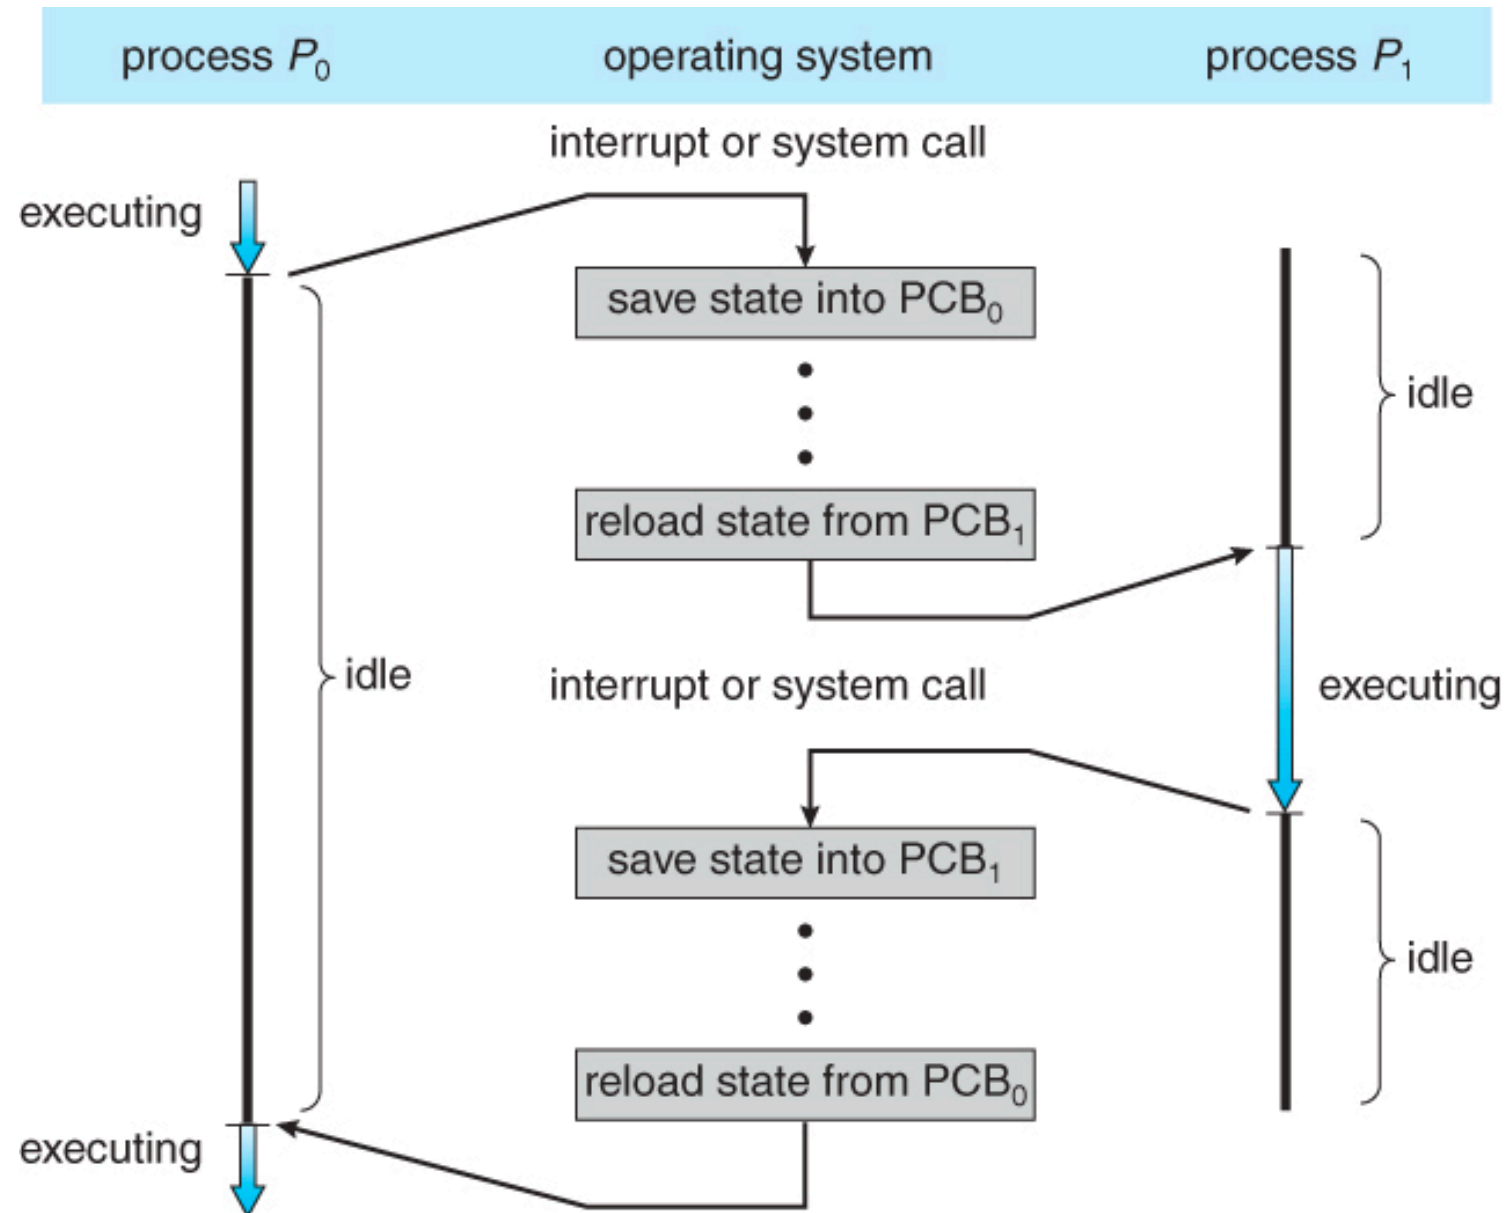 process P₀ operating system process P₁
interrupt or system call
executing
save state into PCB₀
idle
reload state from PCB₁
idle
interrupt or system call
executing
save state into PCB₁
idle
reload state from PCB₀
executing